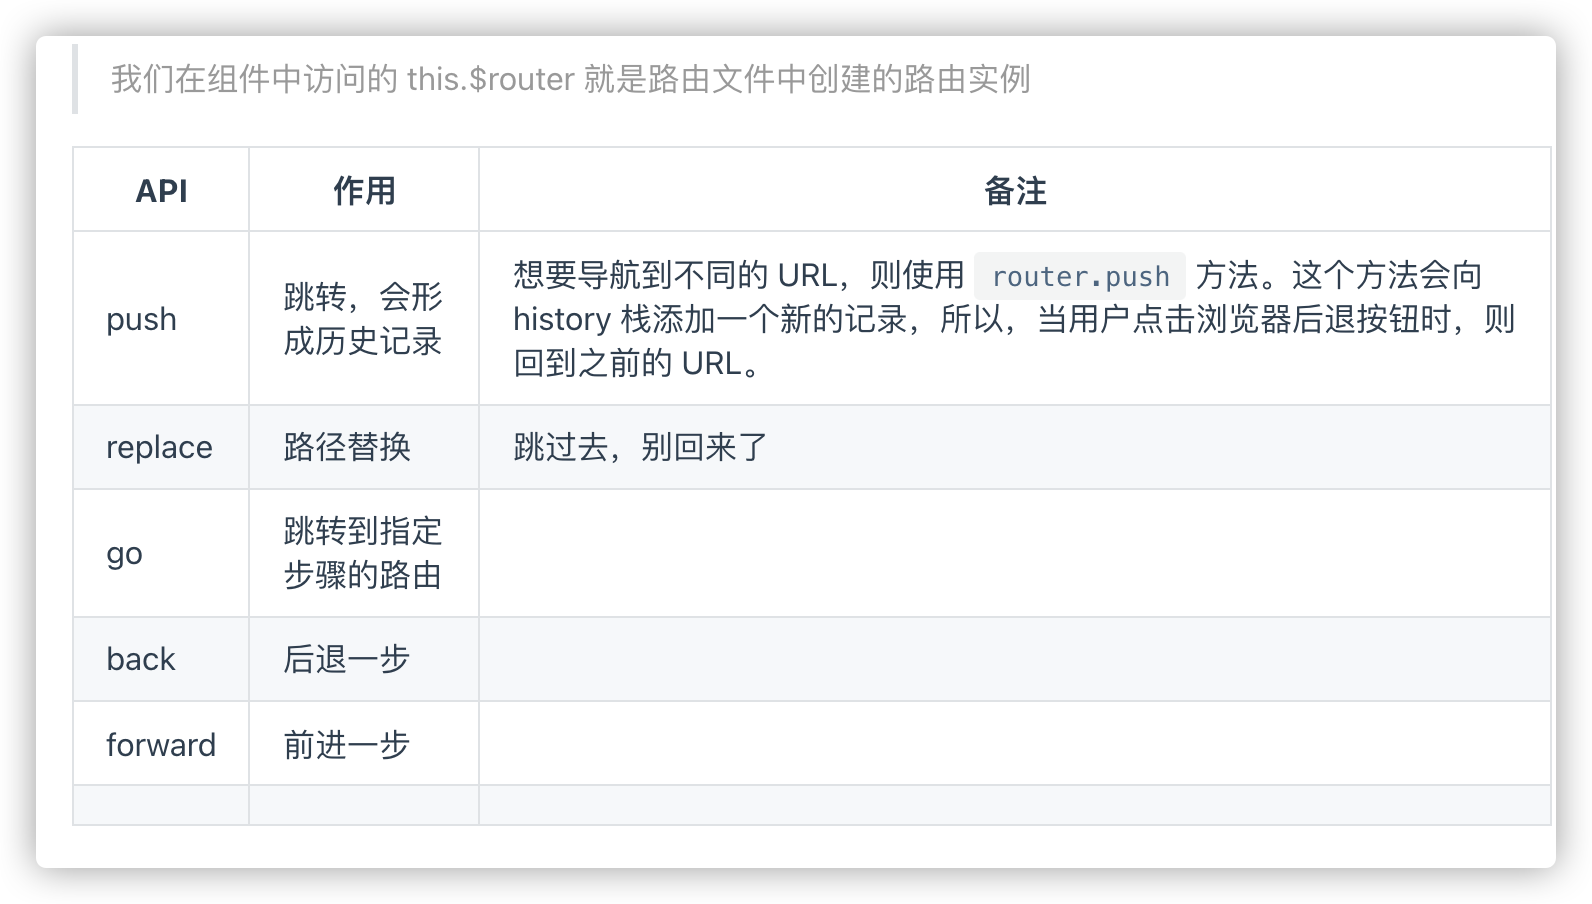 我们在组件中访问的 this.$router 就是路由文件中创建的路由实例
API 作用 备注
push
跳转，会形
成历史记录
想要导航到不同的 URL，则使用 router.push 方法。这个方法会向
history 栈添加一个新的记录，所以，当用户点击浏览器后退按钮时，则
回到之前的 URL。
replace 路径替换 跳过去，别回来了
go
跳转到指定
步骤的路由
back 后退一步
forward 前进一步